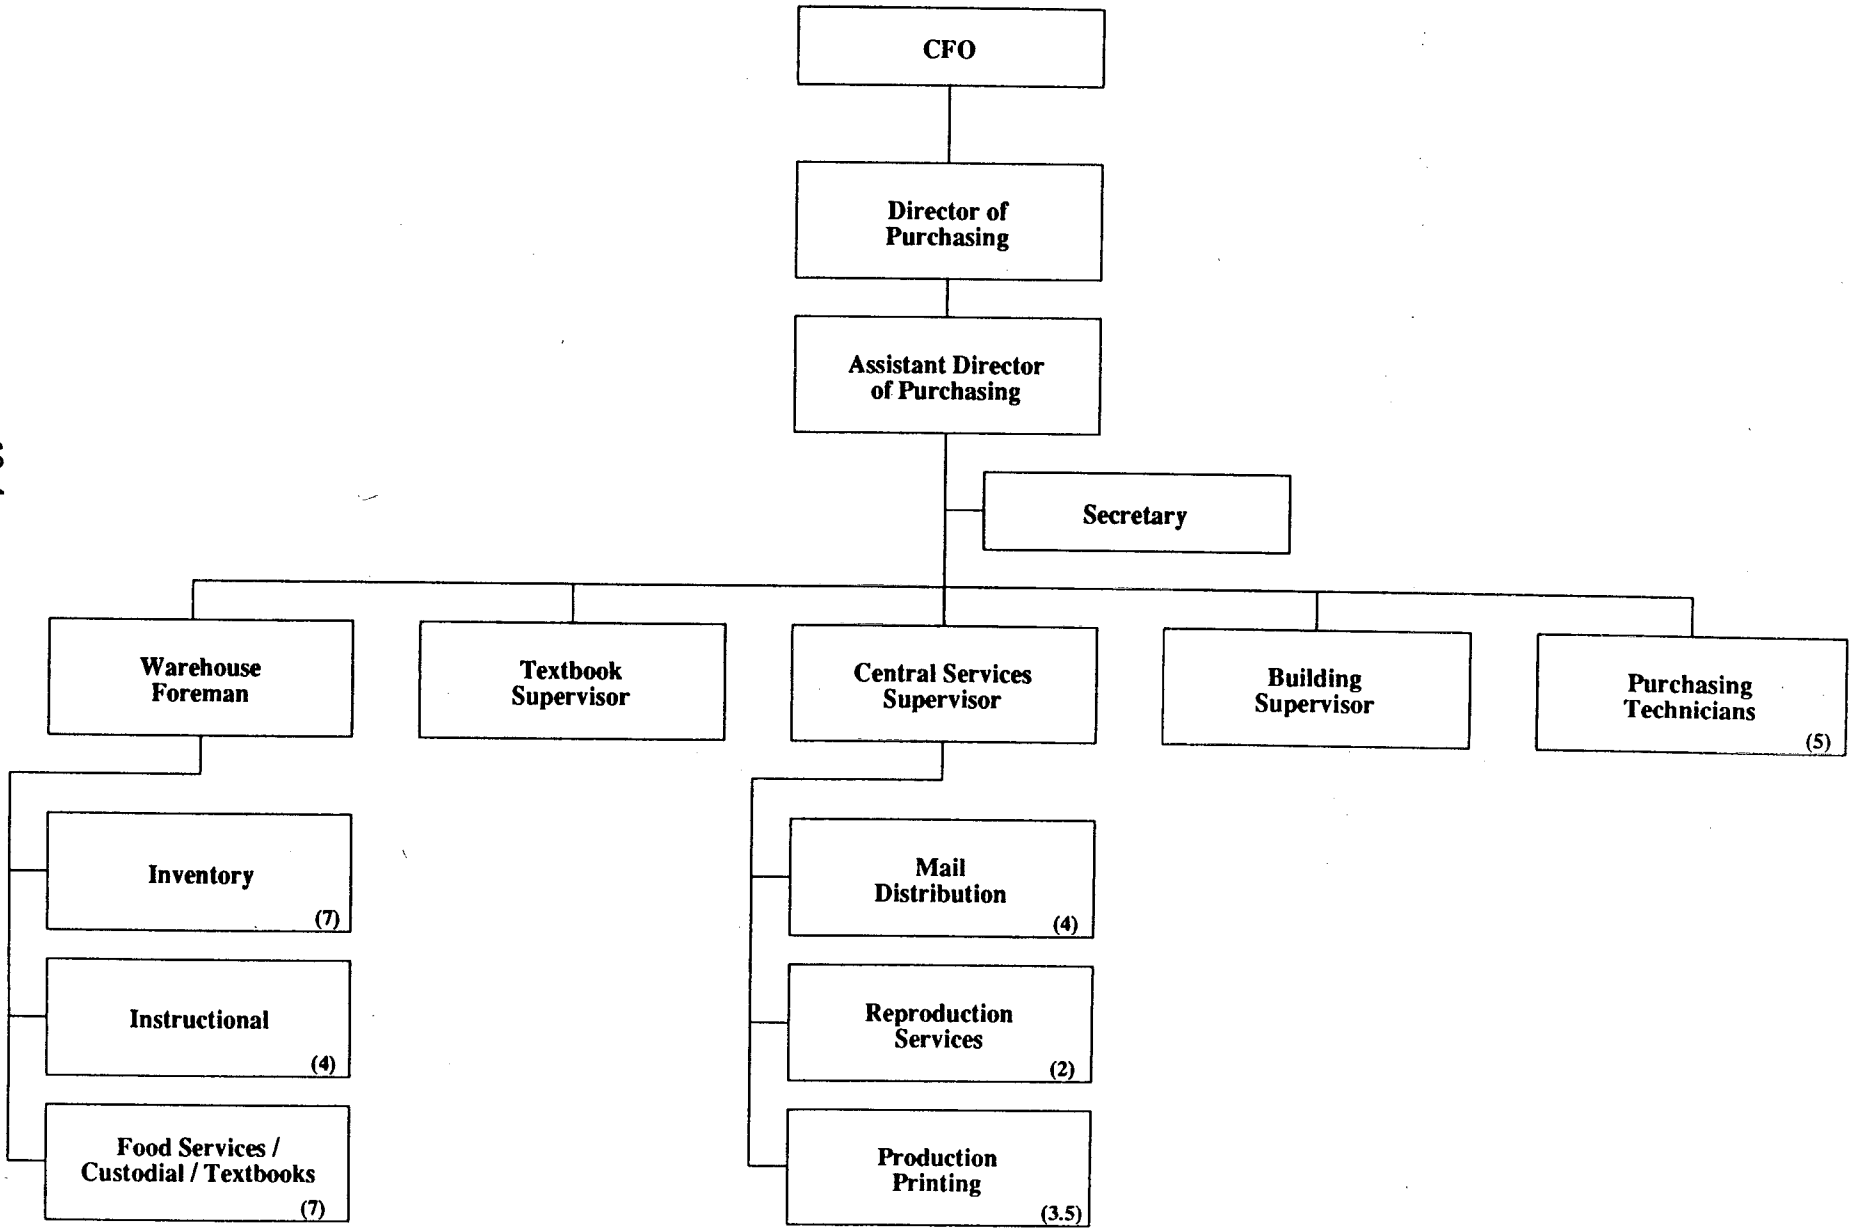 CFO
Director of
Purchasing
Assistant Director
of Purchasing
Secretary
Warehouse
Foreman
Textbook
Supervisor
Central Services
Supervisor
Building
Supervisor
Purchasing
Technicians
(5)
Inventory
(7)
Instructional
(4)
Food Services /
Custodial / Textbooks
(7)
Mail
Distribution
(4)
Reproduction
Services
(2)
Production
Printing
(3.5)